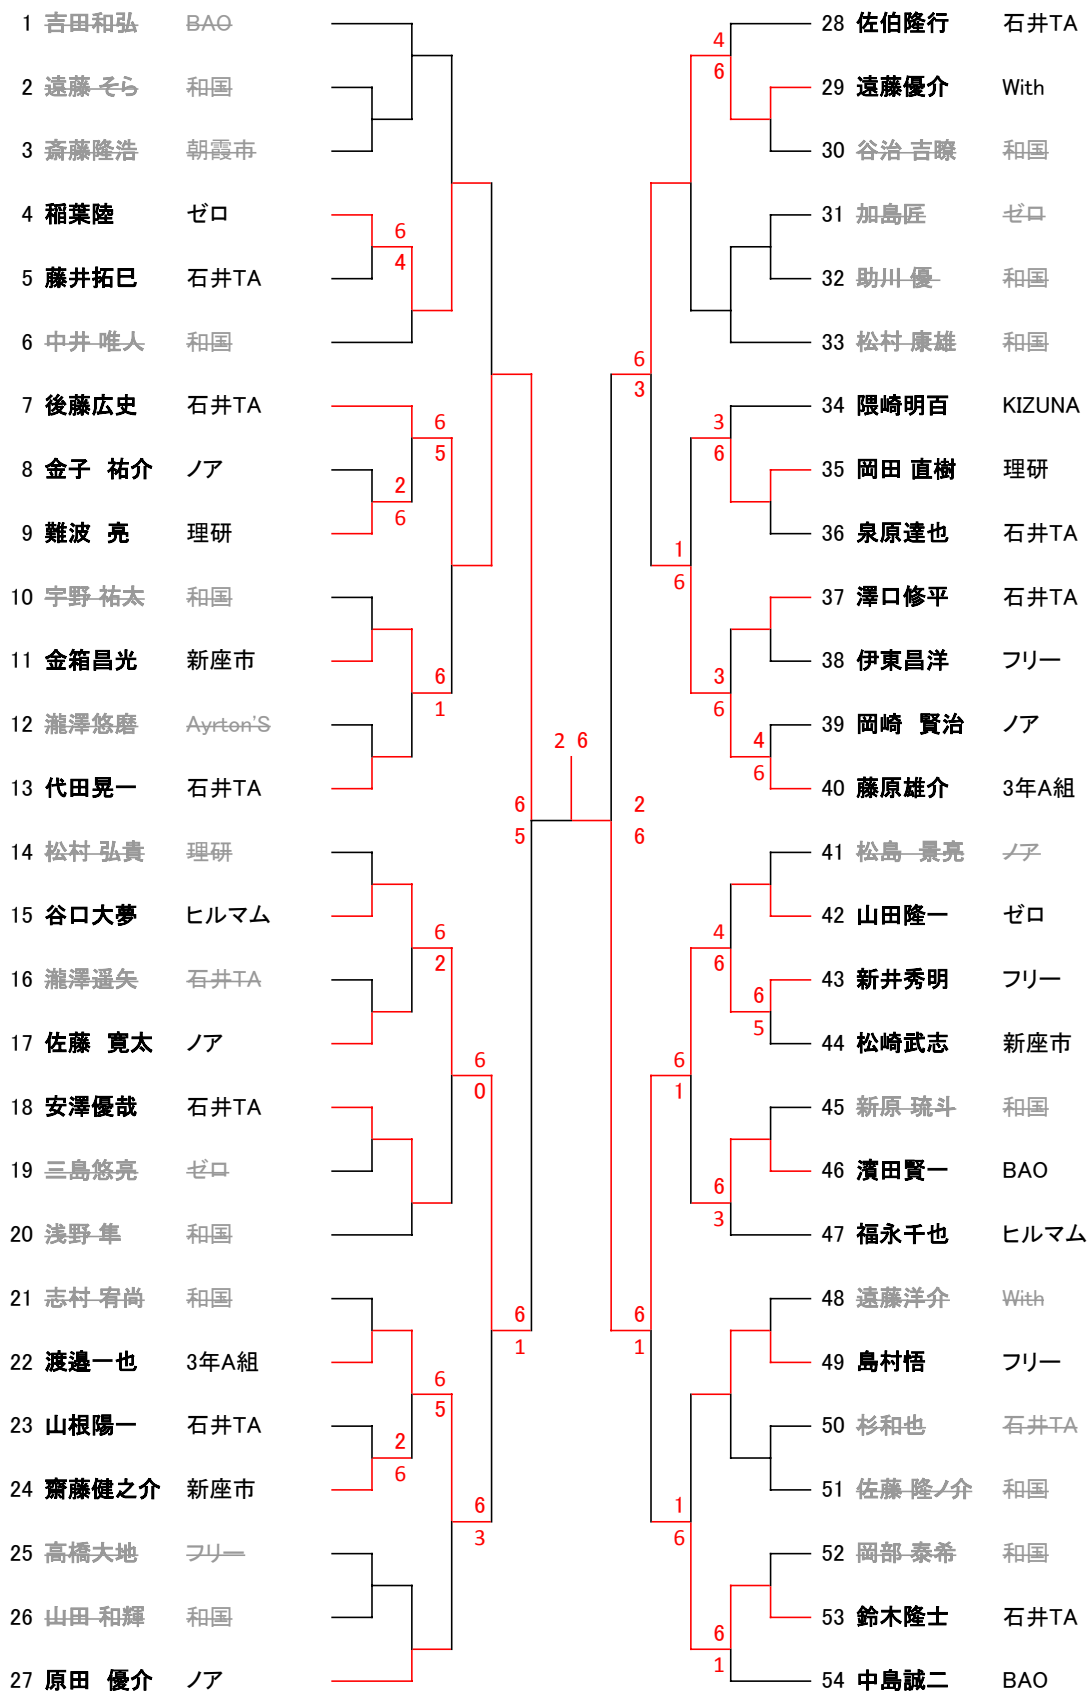 1 吉田和弘 BAO
2 遠藤 そら 和国
3 斎藤隆浩 朝霞市
4 稲葉陸 ゼロ
6
4
5 藤井拓巳 石井TA
6 中井 唯人 和国
7 後藤広史 石井TA
6
5
8 金子 祐介 ノア
2
6
9 難波 亮 理研
10 宇野 祐太 和国
11 金箱昌光 新座市
6
1
12 瀧澤悠磨 Ayrton'S
13 代田晃一 石井TA
6
5
14 松村 弘貴 理研
15 谷口大夢 ヒルマム
6
2
16 瀧澤遥矢 石井TA
17 佐藤 寛太 ノア
6
0
18 安澤優哉 石井TA
19 三島悠亮 ゼロ
20 浅野 隼 和国
21 志村 宥尚 和国
6
1
22 渡邉一也 3年A組
6
5
23 山根陽一 石井TA
2
6
24 齋藤健之介 新座市
6
3
25 高橋大地 フリー
26 山田 和輝 和国
27 原田 優介 ノア
2 6
28 佐伯隆行 石井TA
4
6
29 遠藤優介 With
30 谷治 吉瞭 和国
31 加島匠 ゼロ
32 助川 優 和国
33 松村 康雄 和国
6
3
34 隈崎明百 KIZUNA
3
6
35 岡田 直樹 理研
36 泉原達也 石井TA
1
6
37 澤口修平 石井TA
38 伊東昌洋 フリー
3
6
39 岡崎 賢治 ノア
4
6
40 藤原雄介 3年A組
2
6
41 松島 景亮 ノア
42 山田隆一 ゼロ
4
6
43 新井秀明 フリー
6
5
44 松崎武志 新座市
6
1
45 新原 琉斗 和国
46 濱田賢一 BAO
6
3
47 福永千也 ヒルマム
48 遠藤洋介 With
6
1
49 島村悟 フリー
50 杉和也 石井TA
51 佐藤 隆ノ介 和国
1
6
52 岡部 泰希 和国
53 鈴木隆士 石井TA
6
1
54 中島誠二 BAO